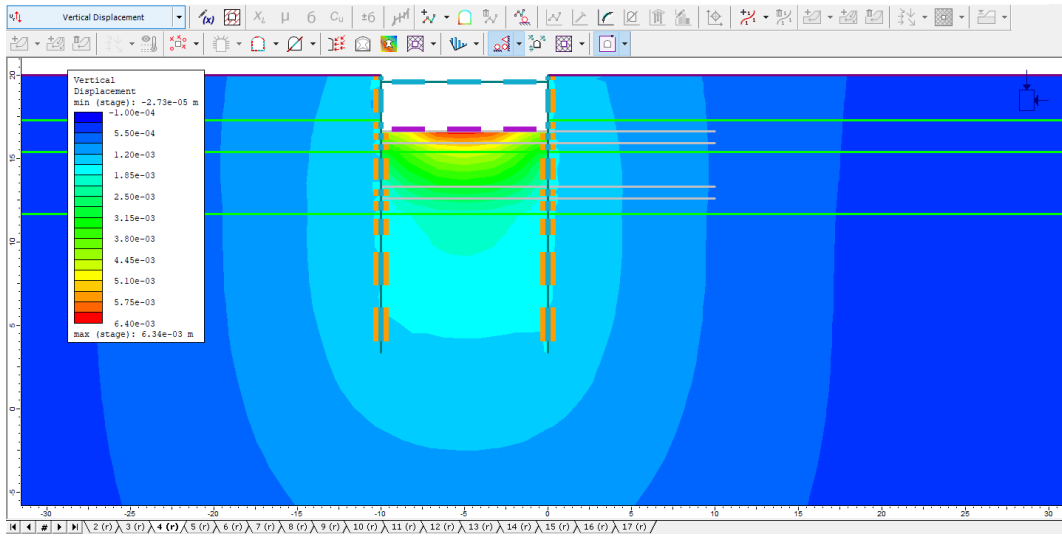 Vertical Displacement
(x) X_L μ σ C_u ±σ
20
Vertical
Displacement
min (stage): -2.73e-05 m
-1.00e-04
5.50e-04
1.20e-03
1.85e-03
2.50e-03
3.15e-03
3.80e-03
4.45e-03
5.10e-03
5.75e-03
6.40e-03
max (stage): 6.34e-03 m
15
10
5
0
-5
-30 -25 -20 -15 -10 -5 0 5 10 15 20 25 30
# 2 (r) 3 (r) 4 (r) 5 (r) 6 (r) 7 (r) 8 (r) 9 (r) 10 (r) 11 (r) 12 (r) 13 (r) 14 (r) 15 (r) 16 (r) 17 (r)